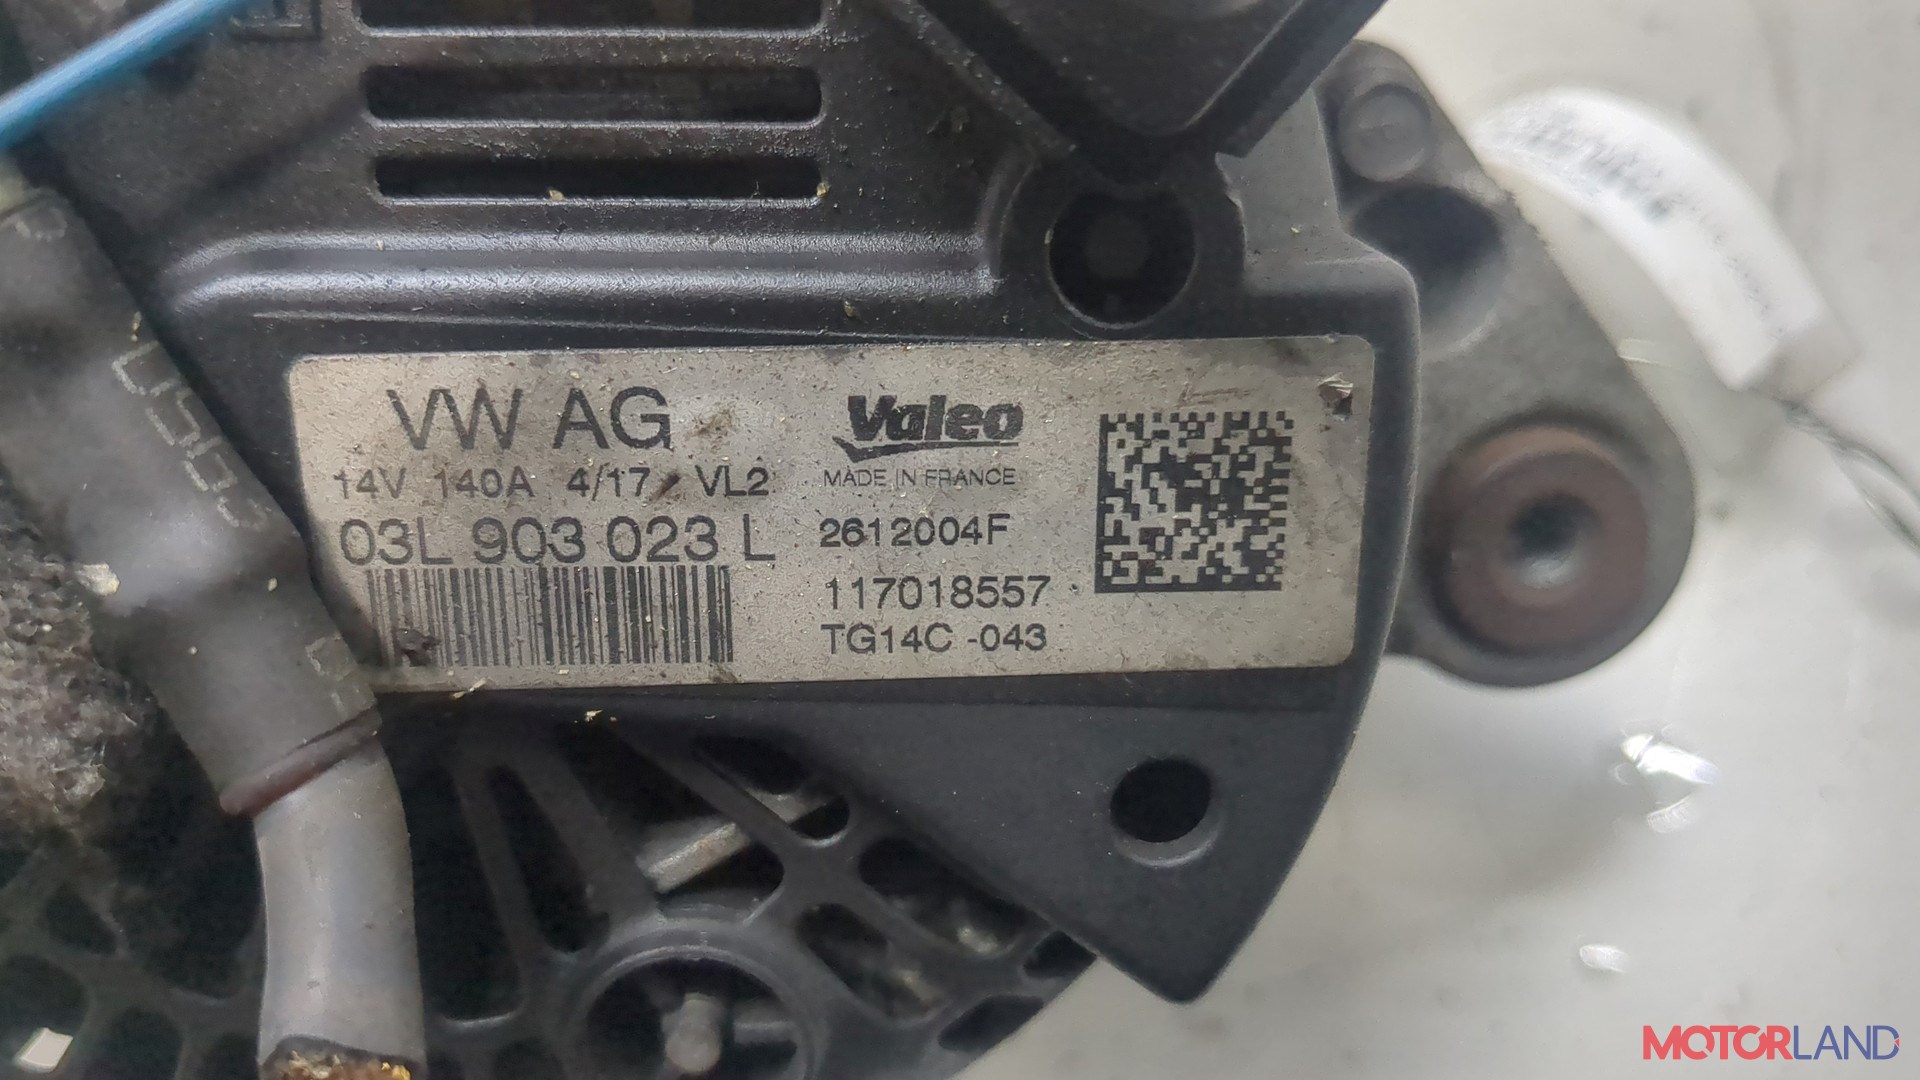 VW AG
14V 140A 4/17 VL2
03L 903 023 L
Valeo
MADE IN FRANCE
2612004F
117018557
TG14C -043
MOTORLAND